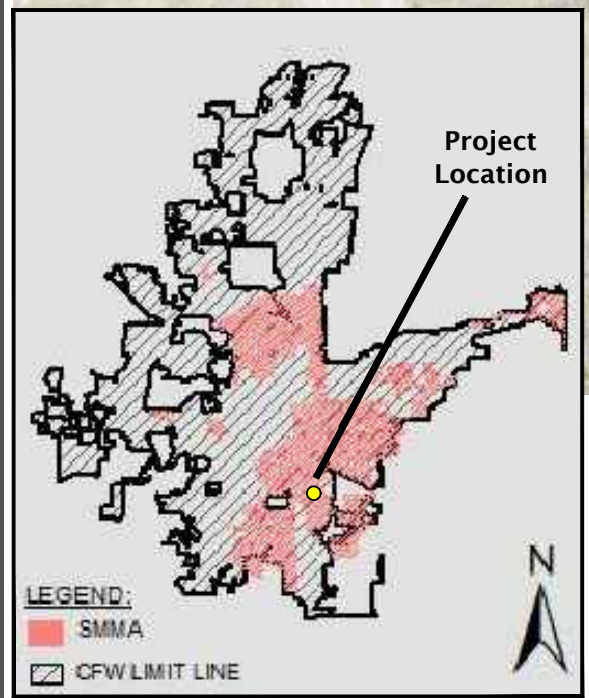 Project
Location
N
LEGEND:
SMMA
CFW LIMIT LINE